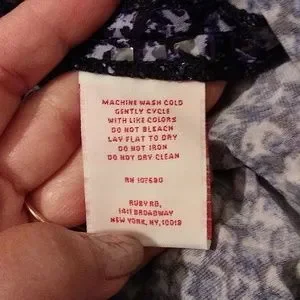 MACHINE WASH COLD
GENTLY CYCLE
WITH LIKE COLORS
DO NOT BLEACH
LAY FLAT TO DRY
DO NOT IRON
DO NOT DRY CLEAN
RN
RUBY RD,
1411 BROADWAY
NEW YORK, NY, 10018